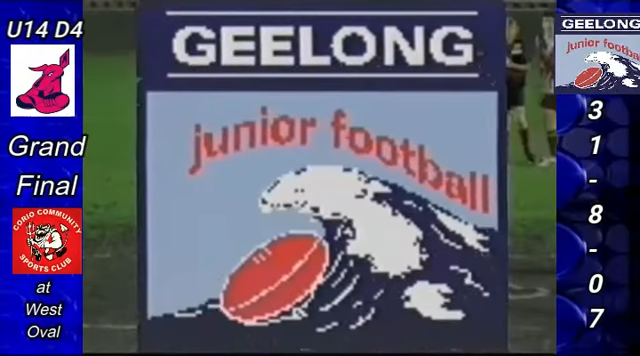 U14 D4
Grand
Final
CORIO COMMUNITY
SPORTS CLUB
at
West
Oval
GEELONG
junior football
GEELONG
junior footba
3
1
-
8
-
0
7